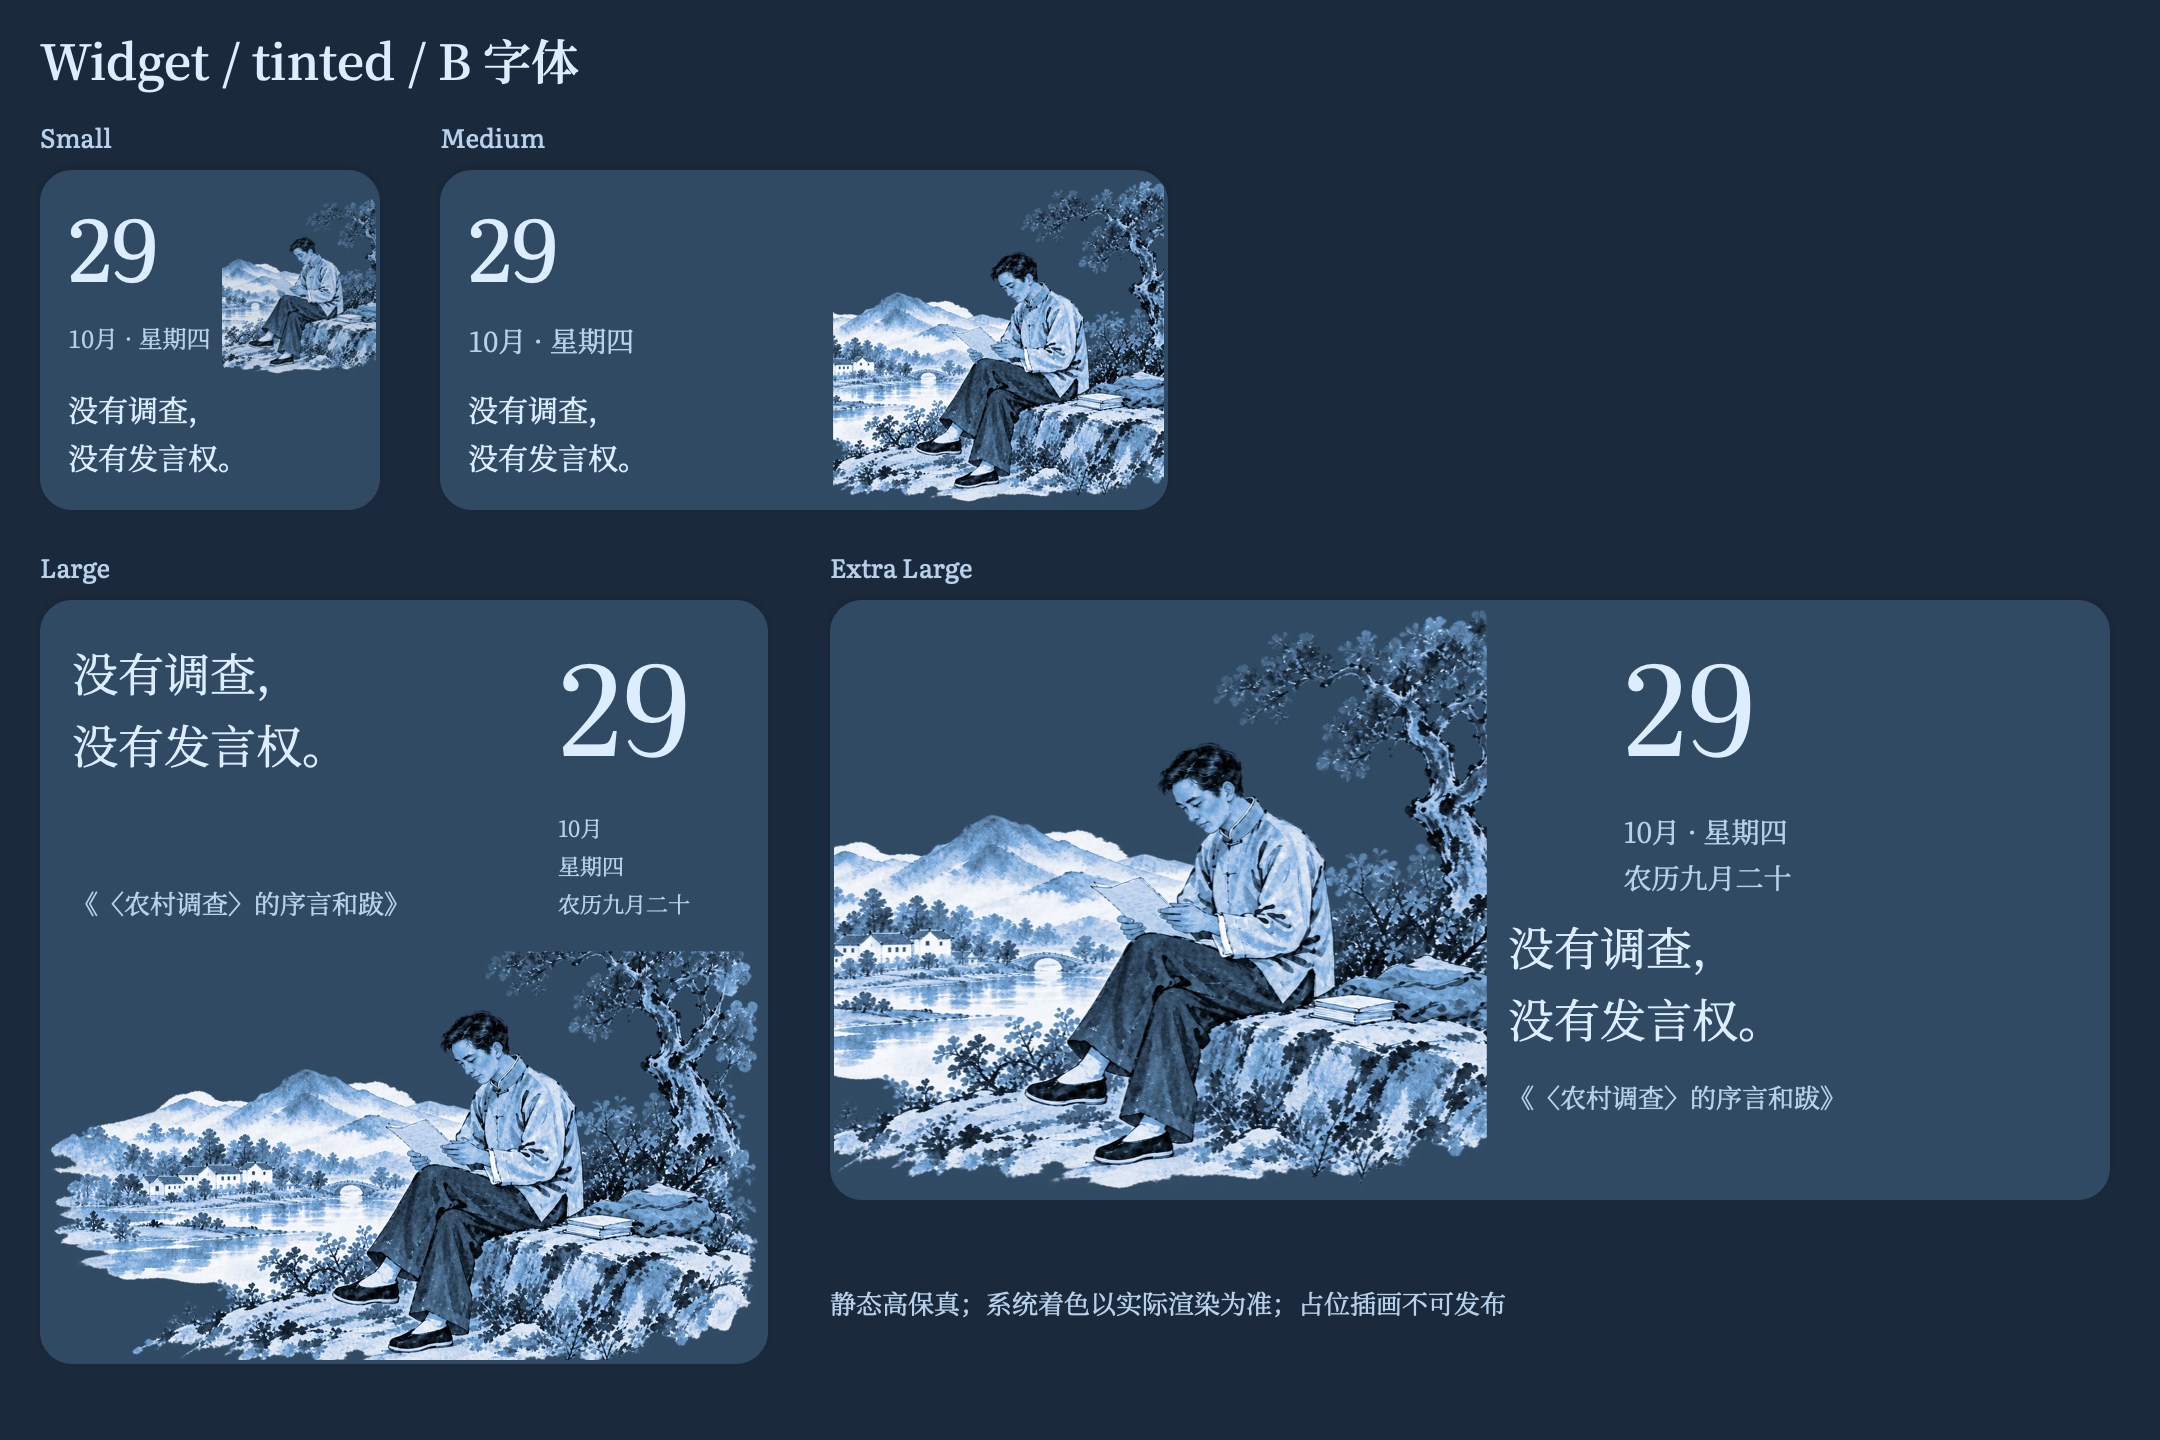 Widget / tinted / B 字体
Small
29
10月 · 星期四
没有调查，
没有发言权。
Medium
29
10月 · 星期四
没有调查，
没有发言权。
Large
没有调查，
没有发言权。
《〈农村调查〉的序言和跋》
29
10月
星期四
农历九月二十
Extra Large
29
10月 · 星期四
农历九月二十
没有调查，
没有发言权。
《〈农村调查〉的序言和跋》
静态高保真；系统着色以实际渲染为准；占位插画不可发布